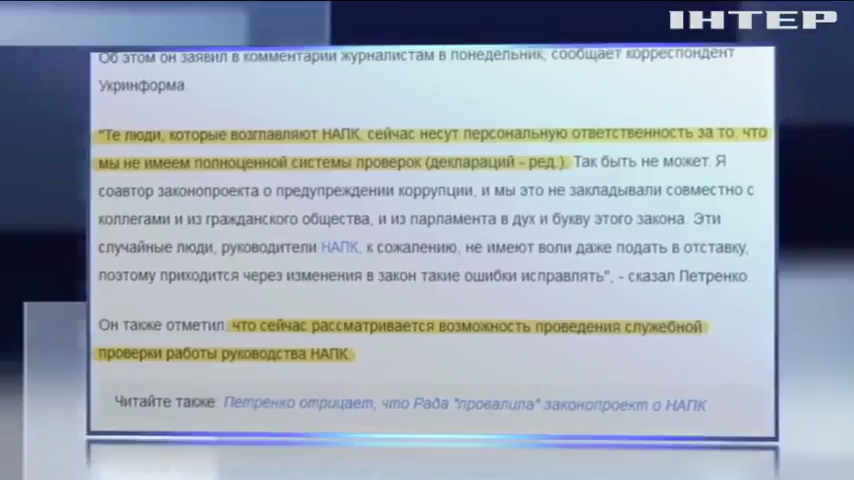 ІНТЕР
Об этом он заявил в комментарии журналистам в понедельник, сообщает корреспондент
Укринформа
"Те люди, которые возглавляют НАПК, сейчас несут персональную ответственность за то, что
мы не имеем полноценной системы проверок (деклараций - ред.). Так быть не может. Я
соавтор законопроекта о предупреждении коррупции, и мы это не закладывали совместно с
коллегами и из гражданского общества, и из парламента в дух и букву этого закона. Эти
случайные люди, руководители НАПК, к сожалению, не имеют воли даже подать в отставку,
поэтому приходится через изменения в закон такие ошибки исправлять", - сказал Петренко.
Он также отметил, что сейчас рассматривается возможность проведения служебной
проверки работы руководства НАПК.
Читайте также: Петренко отрицает, что Рада "провалила" законопроект о НАПК